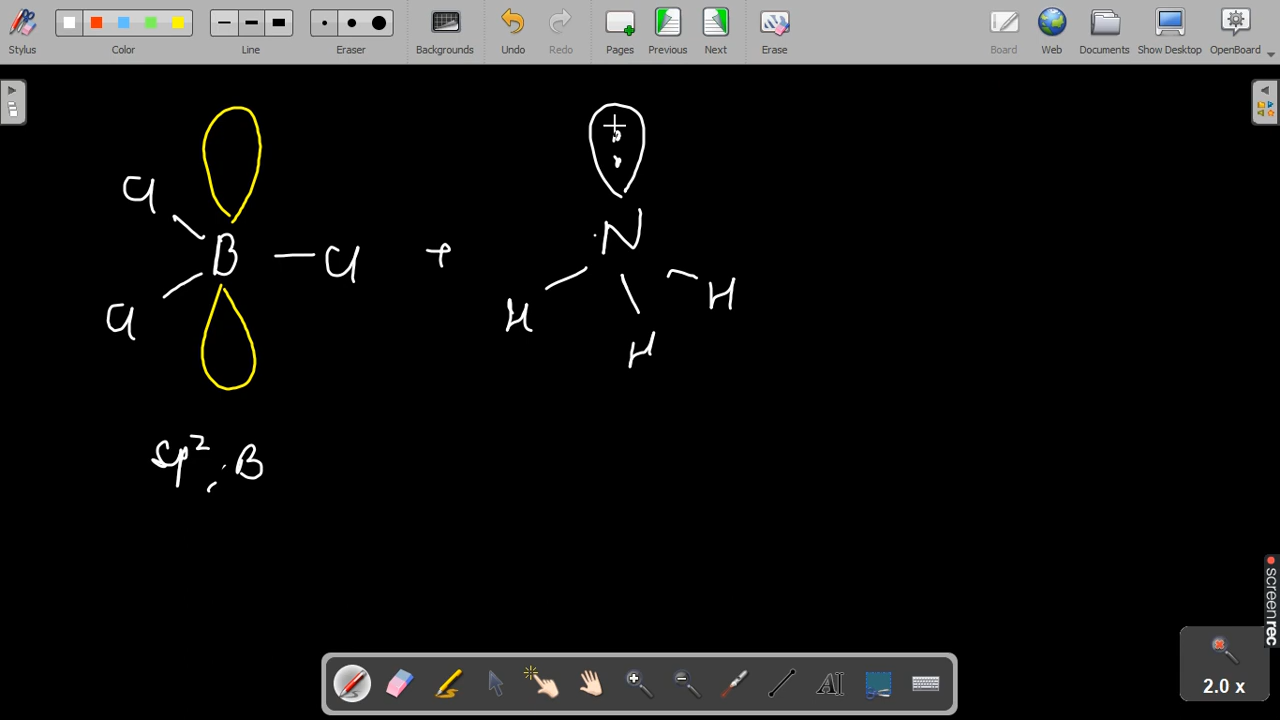 Stylus Color Line Eraser Backgrounds Undo Redo Pages Previous Next Erase Board Web Documents Show Desktop OpenBoard
Cl
N
B — Cl + 
Cl
H H H
sp², B
AI
screenrec
2.0 x